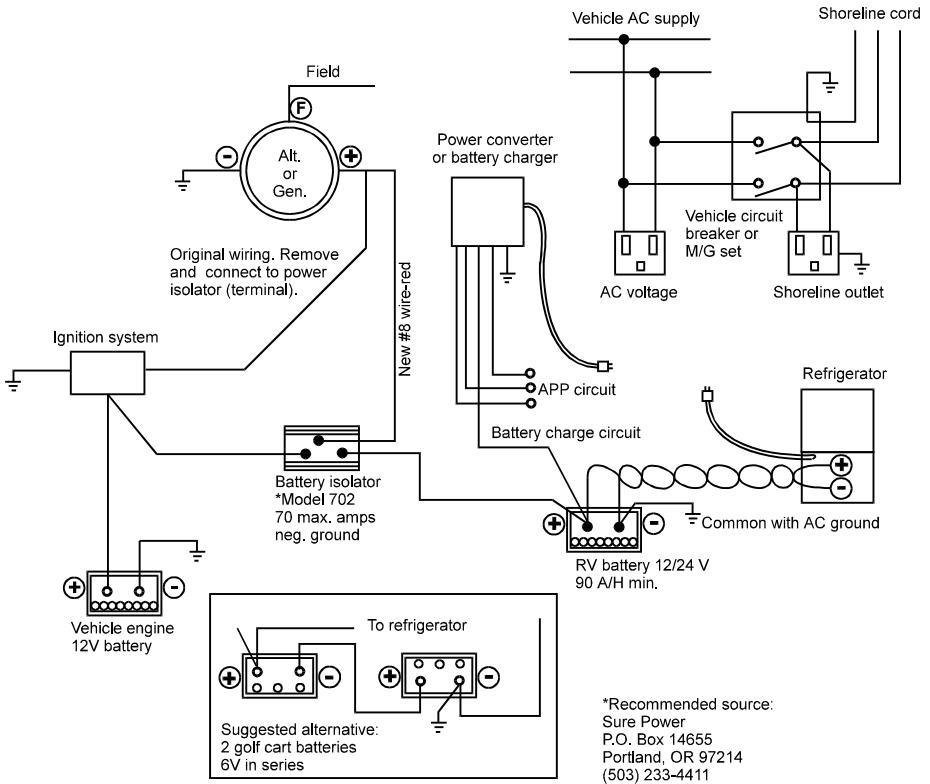 Vehicle AC supply
Shoreline cord
Field
F
-
Alt.
or
Gen.
+
Power converter
or battery charger
Original wiring. Remove
and connect to power
isolator (terminal).
New #8 wire-red
Vehicle circuit
breaker or
M/G set
AC voltage
Shoreline outlet
Ignition system
APP circuit
Refrigerator
Battery charge circuit
+
-
Battery isolator
*Model 702
70 max. amps
neg. ground
+
-
Common with AC ground
RV battery 12/24 V
90 A/H min.
+
-
Vehicle engine
12V battery
To refrigerator
+
-
+
-
Suggested alternative:
2 golf cart batteries
6V in series
*Recommended source:
Sure Power
P.O. Box 14655
Portland, OR 97214
(503) 233-4411